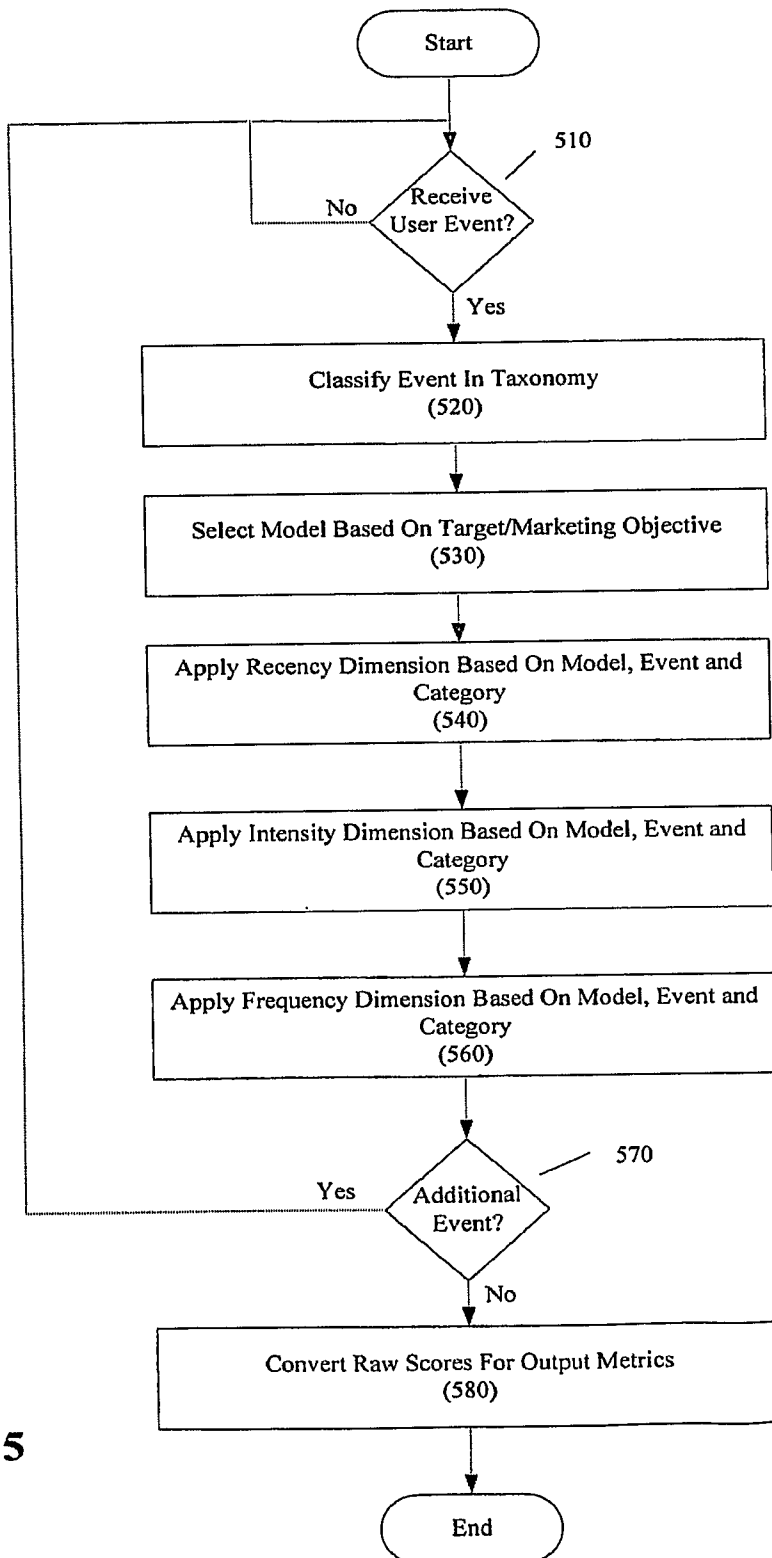 Start
510
Receive
User Event?
No
Yes
Classify Event In Taxonomy
(520)
Select Model Based On Target/Marketing Objective
(530)
Apply Recency Dimension Based On Model, Event and
Category
(540)
Apply Intensity Dimension Based On Model, Event and
Category
(550)
Apply Frequency Dimension Based On Model, Event and
Category
(560)
570
Yes
Additional
Event?
No
Convert Raw Scores For Output Metrics
(580)
5
End